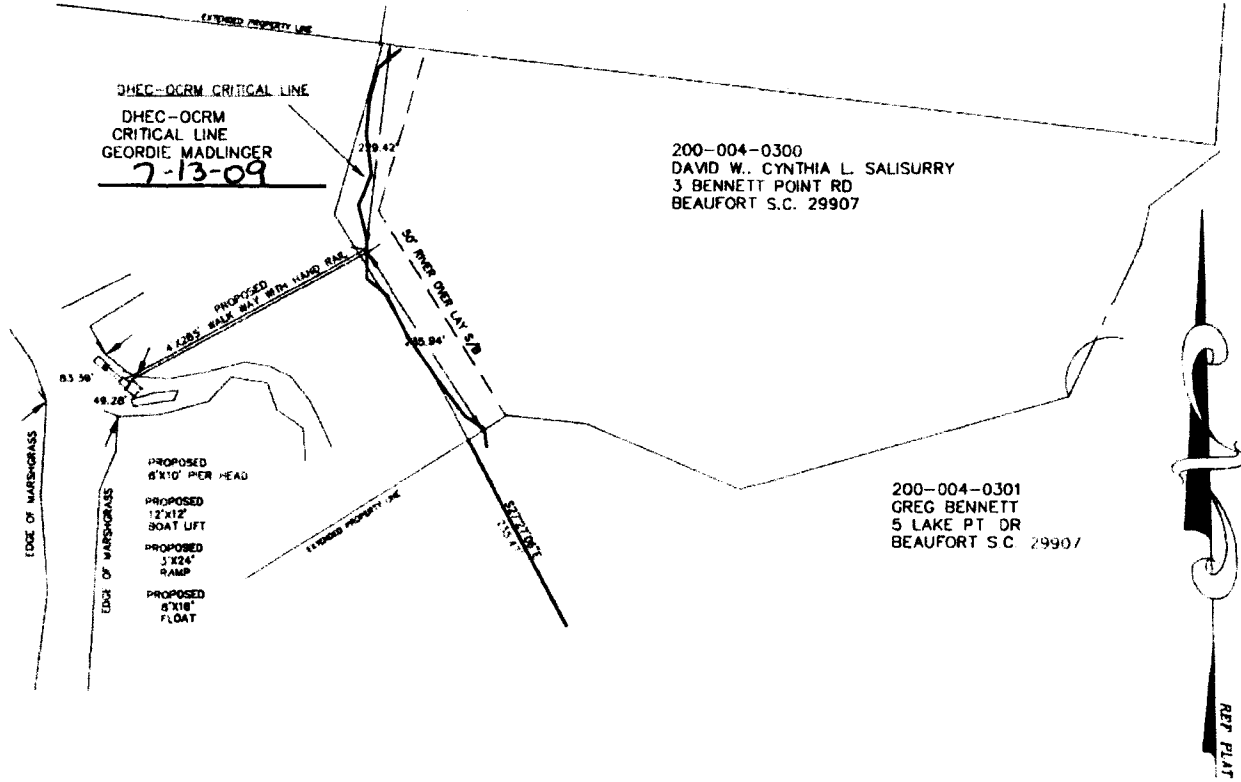 EXTENDED PROPERTY LINE
DHEC-OCRM CRITICAL LINE
DHEC-OCRM
CRITICAL LINE
GEORDIE MADLINGER
7-13-09
229.42'
200-004-0300
DAVID W.. CYNTHIA L. SALISURRY
3 BENNETT POINT RD
BEAUFORT S.C. 29907
50' RIVER OVER LAY S/B
PROPOSED
4'X285' WALK WAY WITH HAND RAIL
83.38'
49.28'
EDGE OF MARSHGRASS
EDGE OF MARSHGRASS
PROPOSED
6'X10' PIER HEAD
PROPOSED
12'X12'
BOAT LIFT
PROPOSED
3'X24'
RAMP
PROPOSED
8'X18'
FLOAT
EXTENDED PROPERTY LINE
200-004-0301
GREG BENNETT
5 LAKE PT DR
BEAUFORT S.C. 29907
REF PLAT